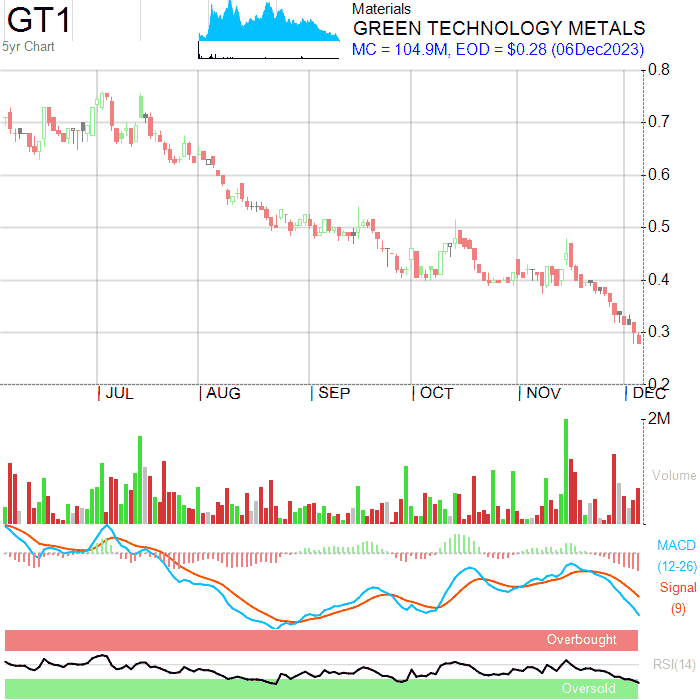 GT1
5yr Chart
Materials
GREEN TECHNOLOGY METALS
MC = 104.9M, EOD = $0.28 (06Dec2023)
0.8
0.7
0.6
0.5
0.4
0.3
0.2
JUL AUG SEP OCT NOV DEC
2M
Volume
MACD
(12-26)
Signal
(9)
Overbought
RSI(14)
Oversold